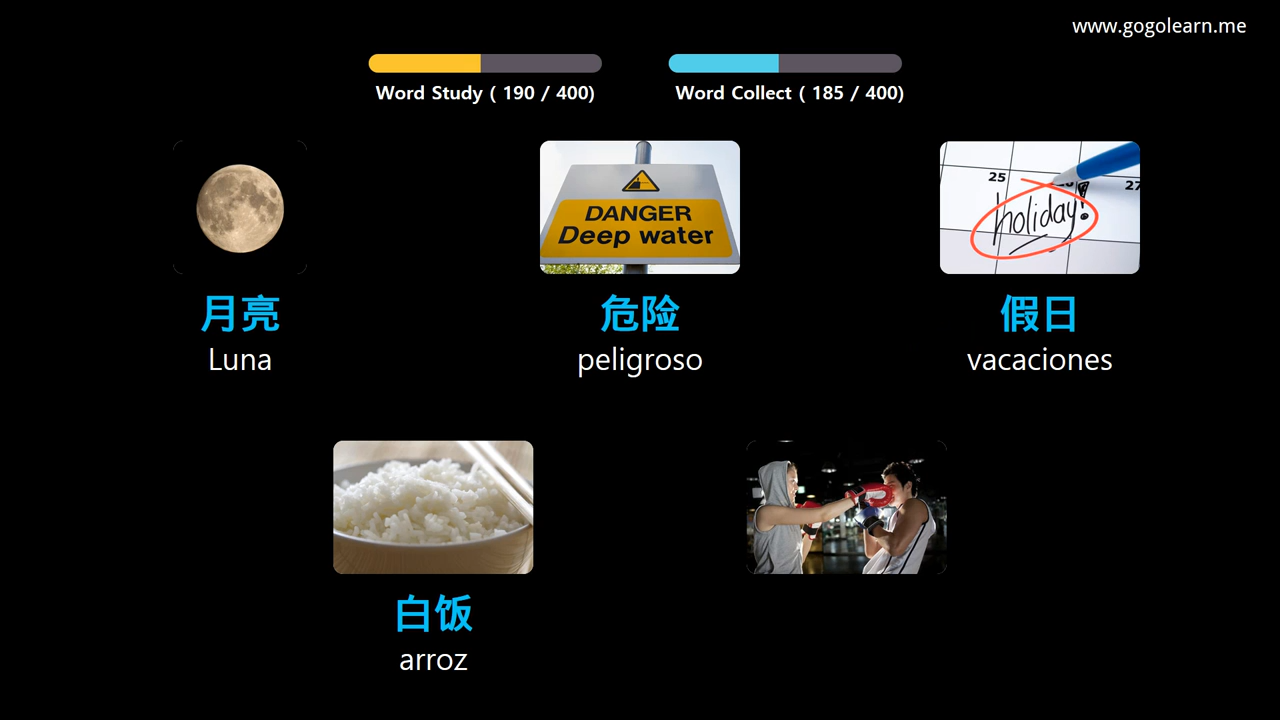 www.gogolearn.me
Word Study ( 190 / 400)
Word Collect ( 185 / 400)
DANGER
Deep water
25
27
holiday!
月亮
危险
假日
Luna
peligroso
vacaciones
白饭
arroz